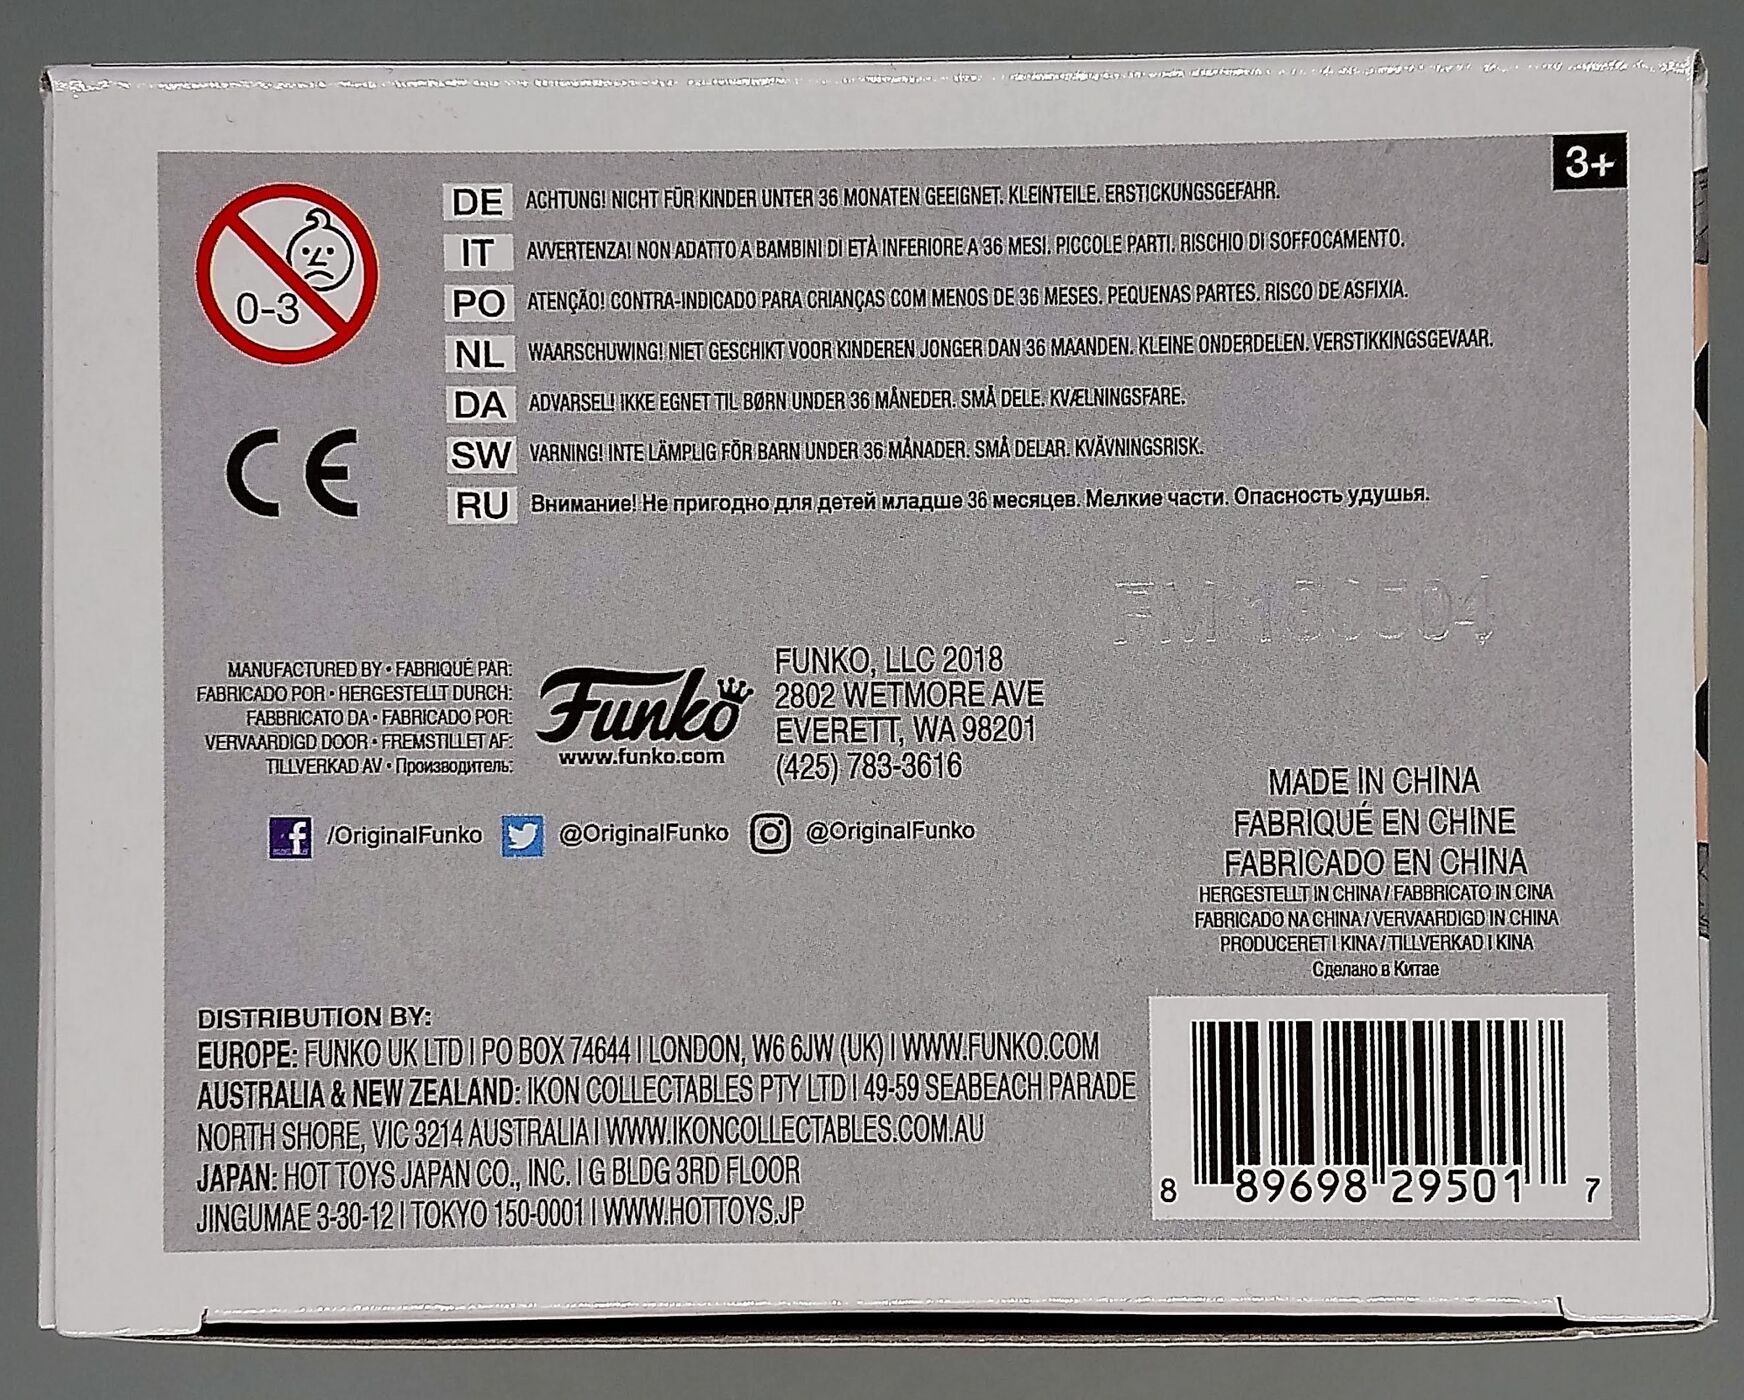 3+
0-3
DE ACHTUNG! NICHT FÜR KINDER UNTER 36 MONATEN GEEIGNET. KLEINTEILE. ERSTICKUNGSGEFAHR.
IT AVVERTENZA! NON ADATTO A BAMBINI DI ETÀ INFERIORE A 36 MESI. PICCOLE PARTI. RISCHIO DI SOFFOCAMENTO.
PO ATENÇÃO! CONTRA-INDICADO PARA CRIANÇAS COM MENOS DE 36 MESES. PEQUENAS PARTES. RISCO DE ASFIXIA.
NL WAARSCHUWING! NIET GESCHIKT VOOR KINDEREN JONGER DAN 36 MAANDEN. KLEINE ONDERDELEN. VERSTIKKINGSGEVAAR.
DA ADVARSEL! IKKE EGNET TIL BØRN UNDER 36 MÅNEDER. SMÅ DELE. KVÆLNINGSFARE.
SW VARNING! INTE LÄMPLIG FÖR BARN UNDER 36 MÅNADER. SMÅ DELAR. KVÄVNINGSRISK.
RU Внимание! Не пригодно для детей младше 36 месяцев. Мелкие части. Опасность удушья.
CE
MANUFACTURED BY • FABRIQUÉ PAR:
FABRICADO POR • HERGESTELLT DURCH:
FABBRICATO DA • FABRICADO POR:
VERVAARDIGD DOOR • FREMSTILLET AF:
TILLVERKAD AV • Производитель:
Funko
www.funko.com
FUNKO, LLC 2018
2802 WETMORE AVE
EVERETT, WA 98201
(425) 783-3616
/OriginalFunko @OriginalFunko @OriginalFunko
MADE IN CHINA
FABRIQUÉ EN CHINE
FABRICADO EN CHINA
HERGESTELLT IN CHINA / FABBRICATO IN CINA
FABRICADO NA CHINA / VERVAARDIGD IN CHINA
PRODUCERET I KINA / TILLVERKAD I KINA
Сделано в Китае
DISTRIBUTION BY:
EUROPE: FUNKO UK LTD | PO BOX 74644 | LONDON, W6 6JW (UK) | WWW.FUNKO.COM
AUSTRALIA & NEW ZEALAND: IKON COLLECTABLES PTY LTD | 49-59 SEABEACH PARADE
NORTH SHORE, VIC 3214 AUSTRALIA | WWW.IKONCOLLECTABLES.COM.AU
JAPAN: HOT TOYS JAPAN CO., INC. | G BLDG 3RD FLOOR
JINGUMAE 3-30-12 | TOKYO 150-0001 | WWW.HOTTOYS.JP
8 89698 29501 7